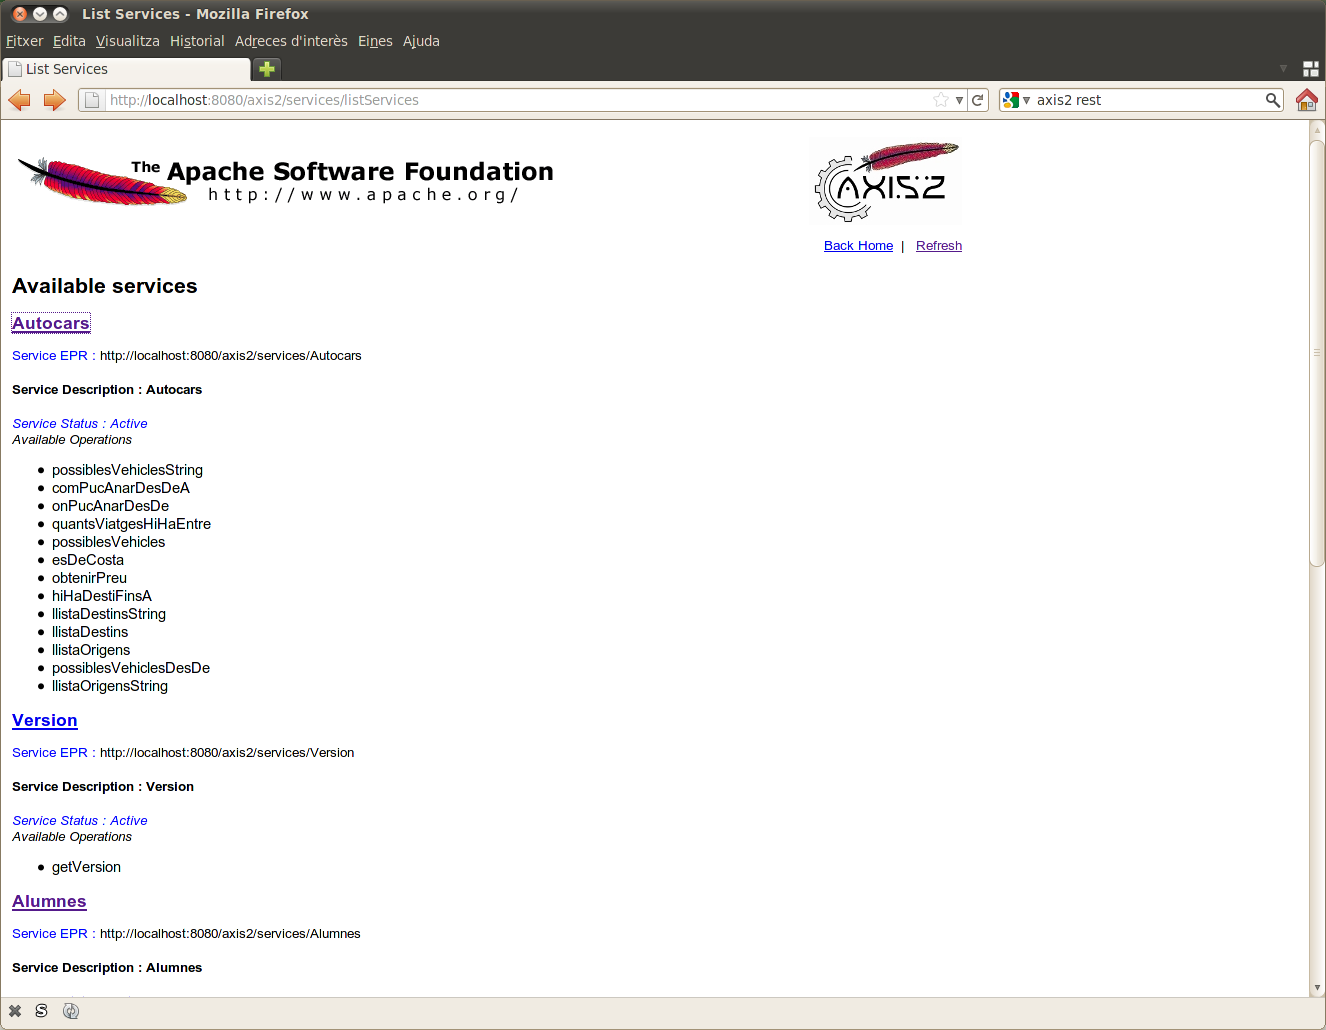 List Services - Mozilla Firefox
Fitxer Edita Visualitza Historial Adreces d'interès Eines Ajuda
List Services
http://localhost:8080/axis2/services/listServices
axis2 rest
The Apache Software Foundation
http://www.apache.org/
AXIS2
Back Home | Refresh
Available services
Autocars
Service EPR : http://localhost:8080/axis2/services/Autocars
Service Description : Autocars
Service Status : Active
Available Operations
possiblesVehiclesString
comPucAnarDesDeA
onPucAnarDesDe
quantsViatgesHiHaEntre
possiblesVehicles
esDeCosta
obtenirPreu
hiHaDestiFinsA
llistaDestinsString
llistaDestins
llistaOrigens
possiblesVehiclesDesDe
llistaOrigensString
Version
Service EPR : http://localhost:8080/axis2/services/Version
Service Description : Version
Service Status : Active
Available Operations
getVersion
Alumnes
Service EPR : http://localhost:8080/axis2/services/Alumnes
Service Description : Alumnes
S